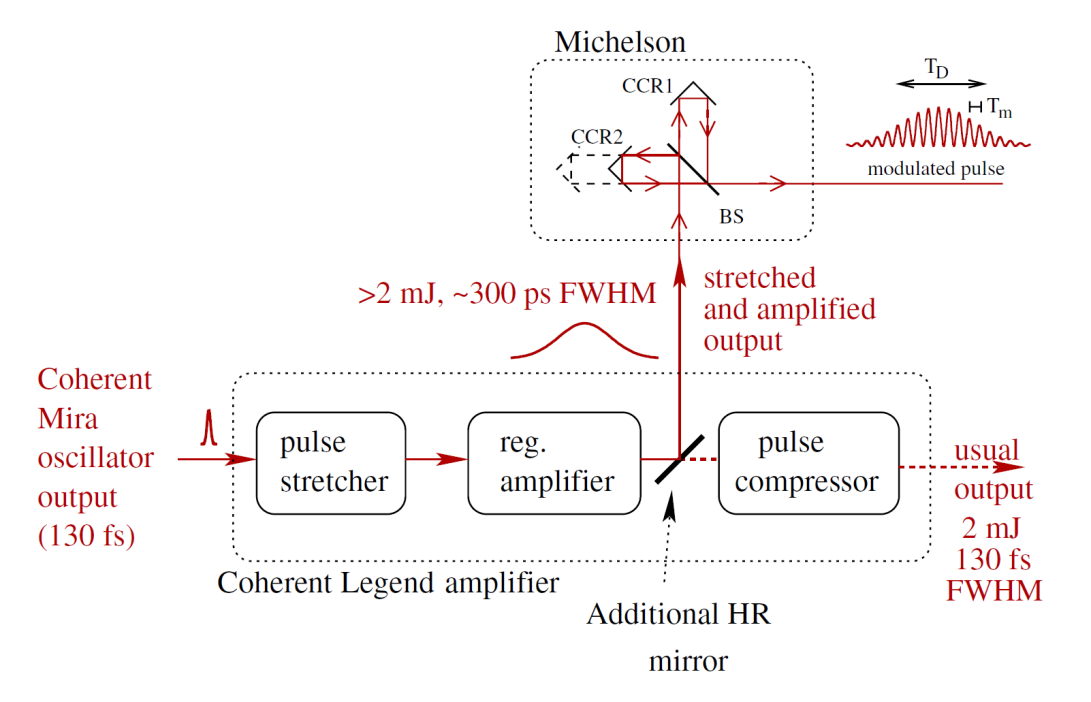 Michelson
CCR1
CCR2
BS
T_D
T_m
modulated pulse
>2 mJ, ~300 ps FWHM
stretched
and amplified
output
Coherent
Mira
oscillator
output
(130 fs)
pulse
stretcher
reg.
amplifier
pulse
compressor
usual
output
2 mJ
130 fs
FWHM
Coherent Legend amplifier
Additional HR
mirror